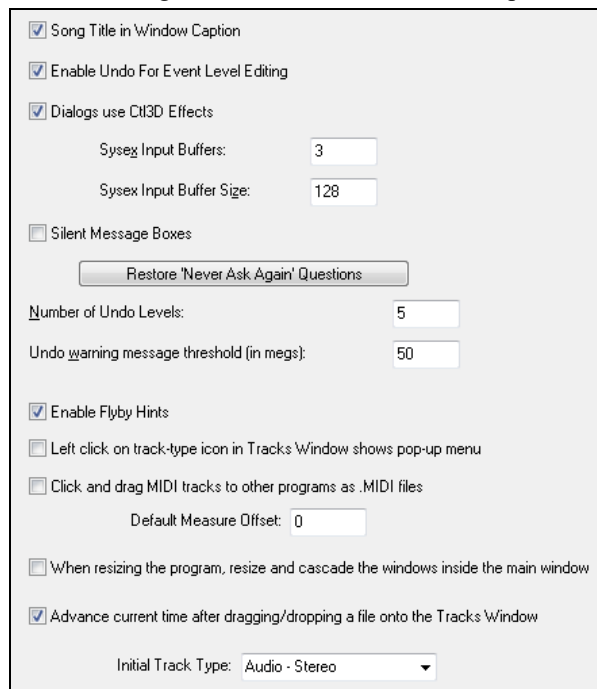 Song Title in Window Caption
Enable Undo For Event Level Editing
Dialogs use Ctl3D Effects
Sysex Input Buffers: 3
Sysex Input Buffer Size: 128
Silent Message Boxes
Restore 'Never Ask Again' Questions
Number of Undo Levels: 5
Undo warning message threshold (in megs): 50
Enable Flyby Hints
Left click on track-type icon in Tracks Window shows pop-up menu
Click and drag MIDI tracks to other programs as .MIDI files
Default Measure Offset: 0
When resizing the program, resize and cascade the windows inside the main window
Advance current time after dragging/dropping a file onto the Tracks Window
Initial Track Type: Audio - Stereo